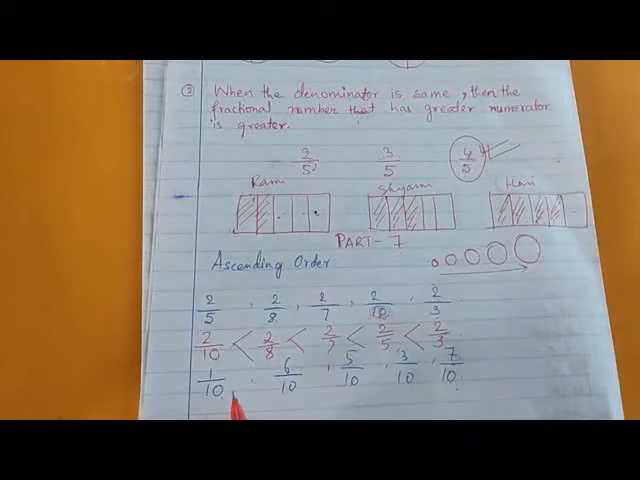 ② When the denominator is same, then the
fractional number that has greater numerator
is greater.
2/5 3/5 4/5
Ram Shyam Hari
PART-7
Ascending Order
2/5, 2/8, 2/7, 2/10, 2/3
2/10 < 2/8 < 2/7 < 2/5 < 2/3
1/10, 6/10, 5/10, 3/10, 7/10